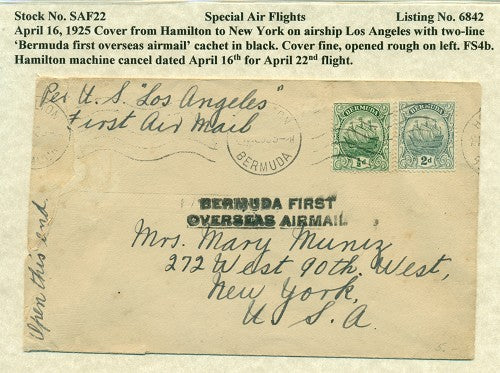 Stock No. SAF22 Special Air Flights Listing No. 6842
April 16, 1925 Cover from Hamilton to New York on airship Los Angeles with two-line
‘Bermuda first overseas airmail’ cachet in black. Cover fine, opened rough on left. FS4b.
Hamilton machine cancel dated April 16th for April 22nd flight.
Per U. S. "Los Angeles"
First Air Mail
BERMUDA
BERMUDA
½d
BERMUDA
2d
BERMUDA FIRST
OVERSEAS AIRMAIL
Mrs. Mary Muniz
272 West 90th. West,
New York,
U. S. A.
Open this end